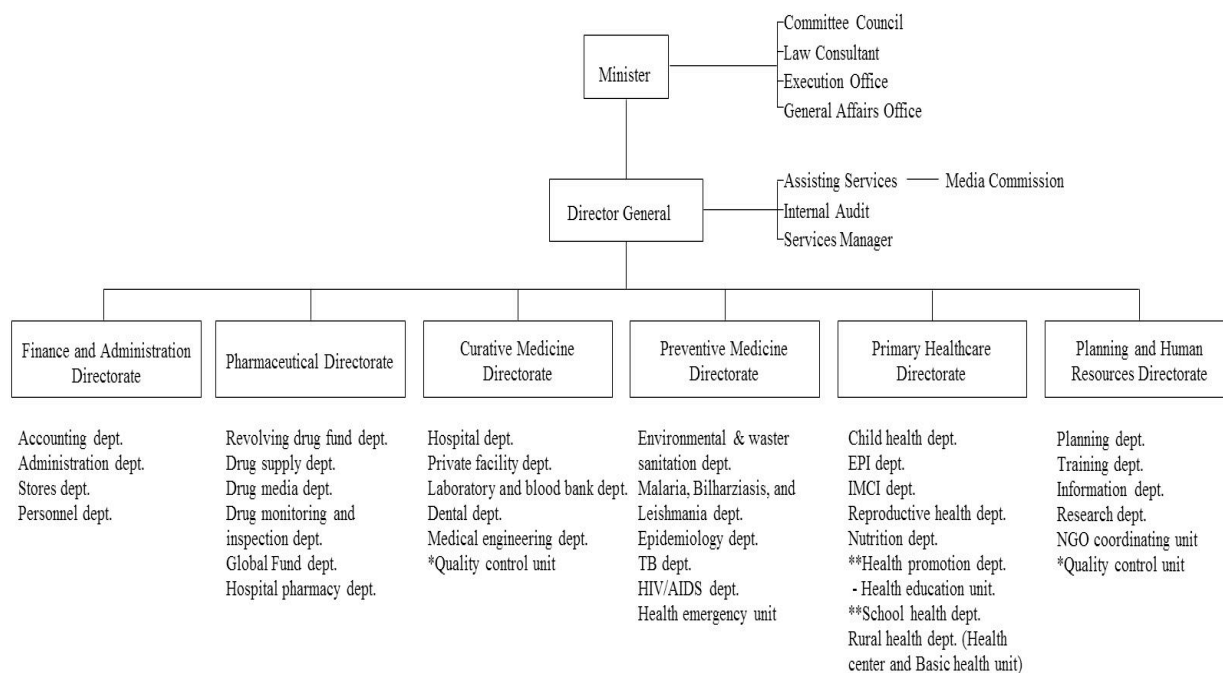 Committee Council
Law Consultant
Minister
Execution Office
General Affairs Office
Assisting Services
Media Commission
Director General
Internal Audit
Services Manager
Finance and Administration
Directorate
Pharmaceutical Directorate
Curative Medicine
Directorate
Preventive Medicine
Directorate
Primary Healthcare
Directorate
Planning and Human
Resources Directorate
Accounting dept.
Administration dept.
Stores dept.
Personnel dept.
Revolving drug fund dept.
Drug supply dept.
Drug media dept.
Drug monitoring and
inspection dept.
Global Fund dept.
Hospital pharmacy dept.
Hospital dept.
Private facility dept.
Laboratory and blood bank dept.
Dental dept.
Medical engineering dept.
*Quality control unit
Environmental & waster
sanitation dept.
Malaria, Bilharziasis, and
Leishmania dept.
Epidemiology dept.
TB dept.
HIV/AIDS dept.
Health emergency unit
Child health dept.
EPI dept.
IMCI dept.
Reproductive health dept.
Nutrition dept.
**Health promotion dept.
- Health education unit.
**School health dept.
Rural health dept. (Health
center and Basic health unit)
Planning dept.
Training dept.
Information dept.
Research dept.
NGO coordinating unit
*Quality control unit